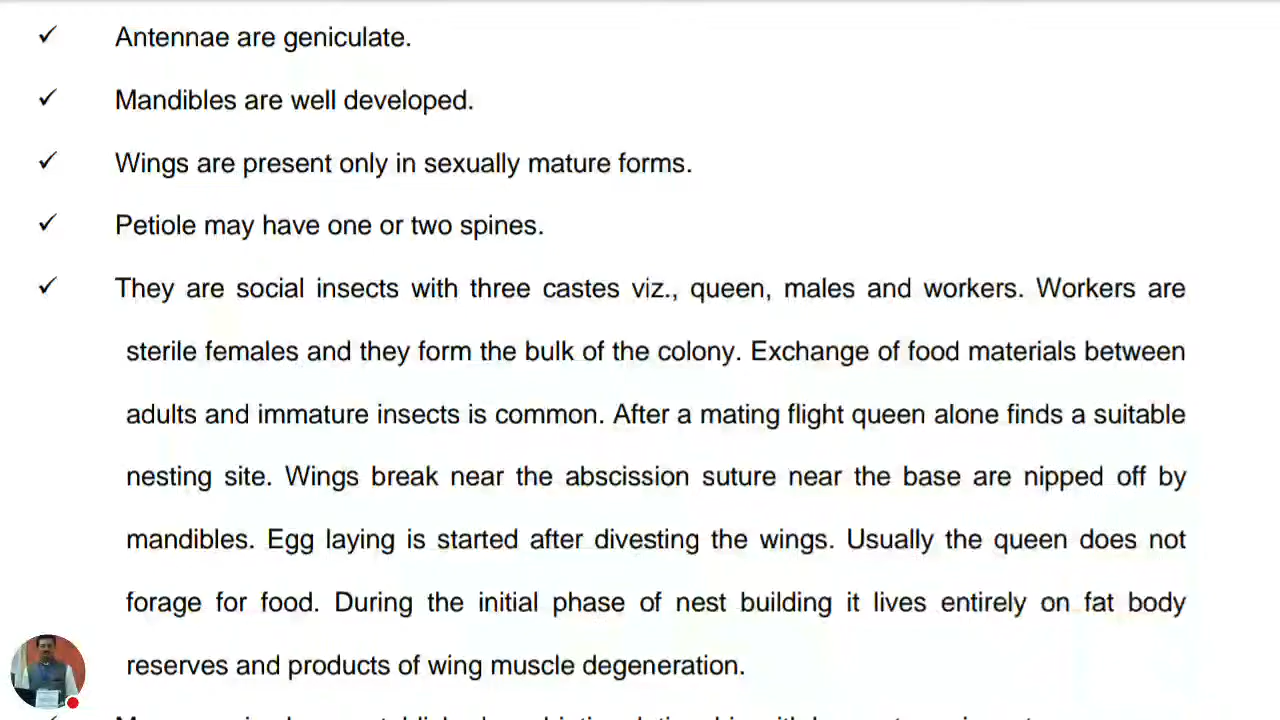 ✓ Antennae are geniculate.
✓ Mandibles are well developed.
✓ Wings are present only in sexually mature forms.
✓ Petiole may have one or two spines.
✓ They are social insects with three castes viz., queen, males and workers. Workers are
sterile females and they form the bulk of the colony. Exchange of food materials between
adults and immature insects is common. After a mating flight queen alone finds a suitable
nesting site. Wings break near the abscission suture near the base are nipped off by
mandibles. Egg laying is started after divesting the wings. Usually the queen does not
forage for food. During the initial phase of nest building it lives entirely on fat body
reserves and products of wing muscle degeneration.